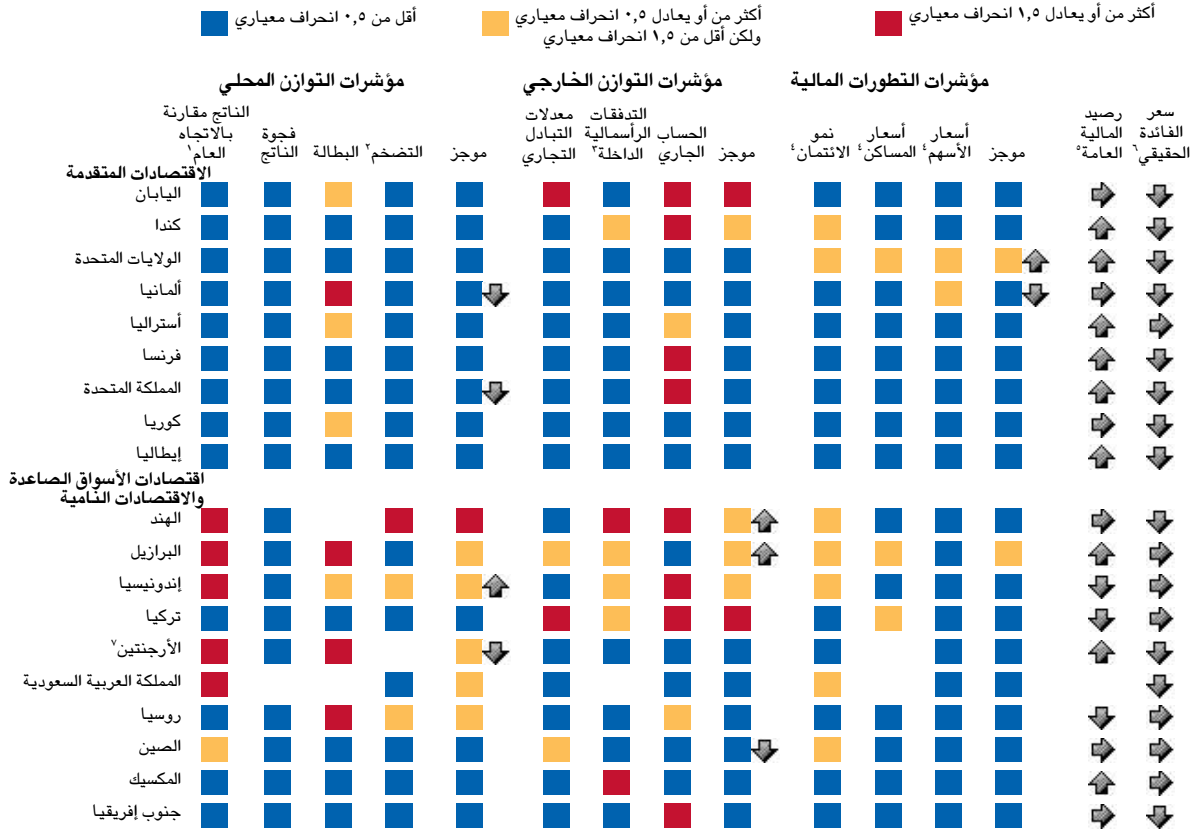 أكثر من أو يعادل ١,٥ انحراف معياري
أكثر من أو يعادل ٠,٥ انحراف معياري
ولكن أقل من ١,٥ انحراف معياري
أقل من ٠,٥ انحراف معياري
مؤشرات التوازن المحلي
مؤشرات التوازن الخارجي
مؤشرات التطورات المالية
الناتج مقارنة
بالاتجاه
العام١
فجوة
الناتج
البطالة
التضخم٢
موجز
معدلات
التبادل
التجاري
التدفقات
الرأسمالية
الداخلة٣
الحساب
الجاري
موجز
نمو
الائتمان٤
أسعار
المساكن٤
أسعار
الأسهم٤
موجز
رصيد
المالية
العامة٥
سعر
الفائدة
الحقيقي٦
الاقتصادات المتقدمة
اليابان
كندا
الولايات المتحدة
ألمانيا
أستراليا
فرنسا
المملكة المتحدة
كوريا
إيطاليا
اقتصادات الأسواق الصاعدة
والاقتصادات النامية
الهند
البرازيل
إندونيسيا
تركيا
الأرجنتين٧
المملكة العربية السعودية
روسيا
الصين
المكسيك
جنوب إفريقيا